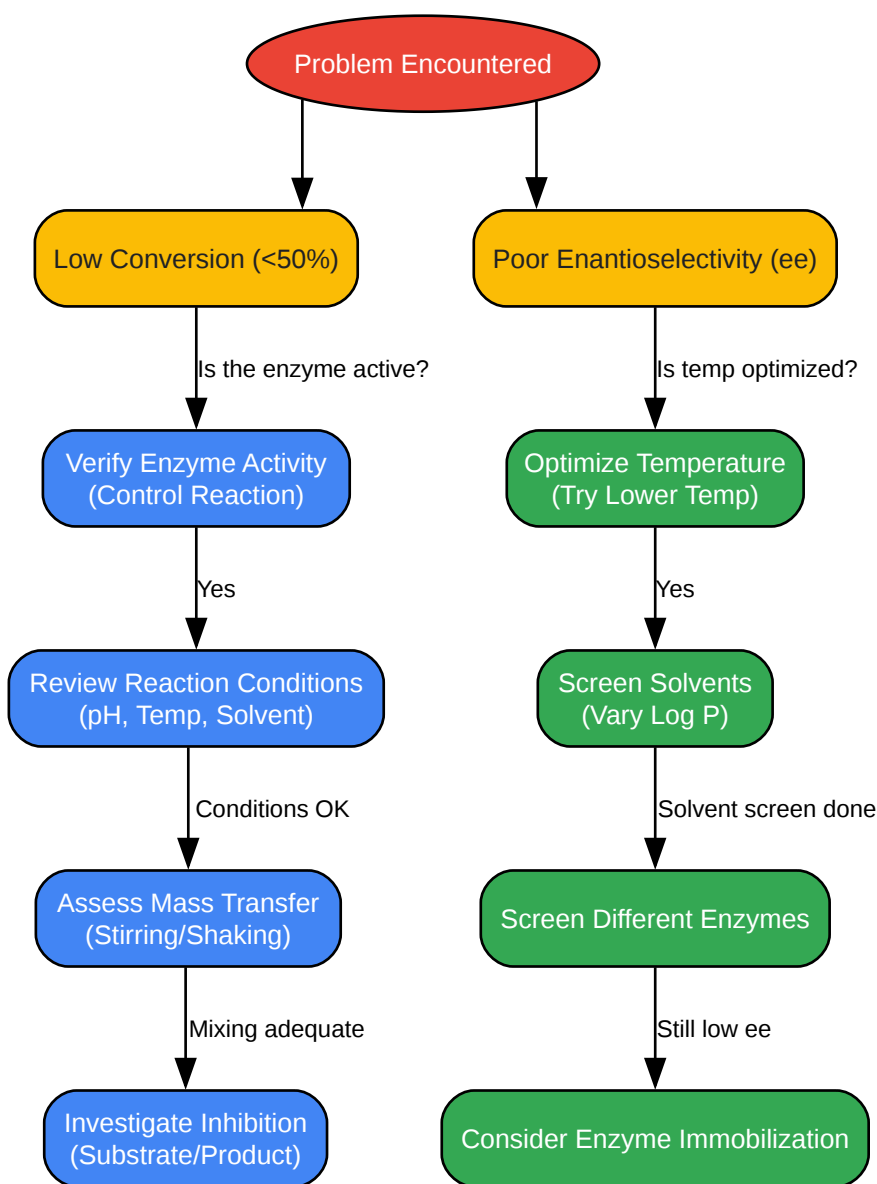 Problem Encountered
Low Conversion (<50%)
Poor Enantioselectivity (ee)
Is the enzyme active?
Is temp optimized?
Verify Enzyme Activity
(Control Reaction)
Optimize Temperature
(Try Lower Temp)
Yes
Yes
Review Reaction Conditions
(pH, Temp, Solvent)
Screen Solvents
(Vary Log P)
Conditions OK
Solvent screen done
Assess Mass Transfer
(Stirring/Shaking)
Screen Different Enzymes
Mixing adequate
Still low ee
Investigate Inhibition
(Substrate/Product)
Consider Enzyme Immobilization